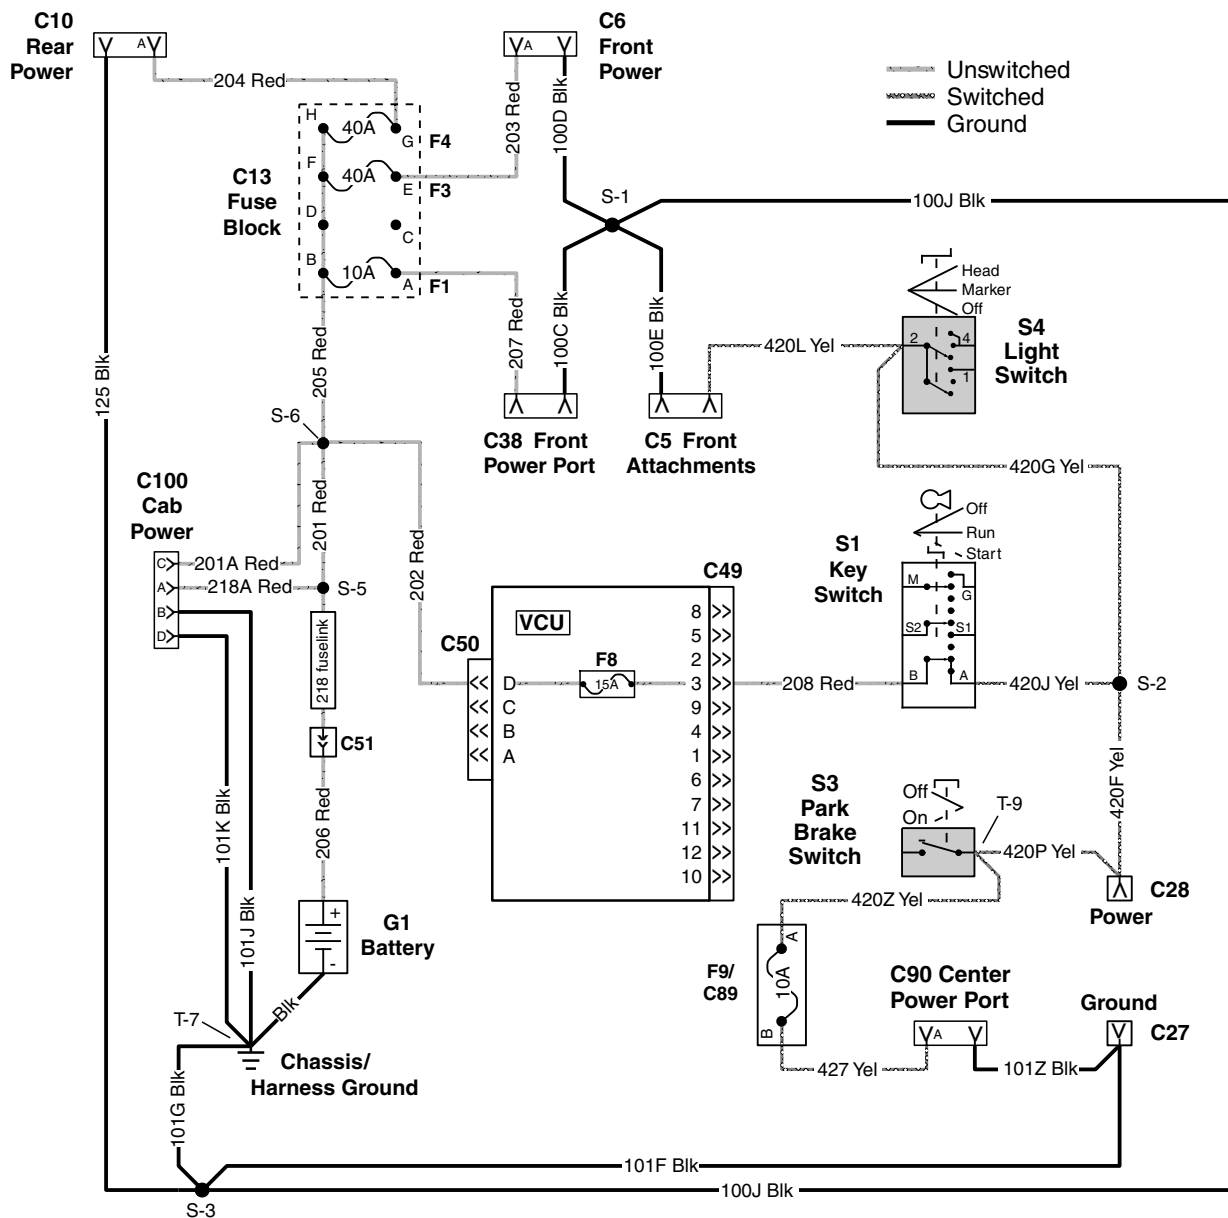 C10
Rear
Power
A
C6
Front
Power
A
Unswitched
Switched
Ground
204 Red
203 Red
100D Blk
H
40A
G
F4
F
40A
E
F3
D
C
B
10A
A
F1
C13
Fuse
Block
S-1
100J Blk
125 Blk
205 Red
207 Red
100C Blk
100E Blk
Head
Marker
Off
2
4
1
S4
Light
Switch
420L Yel
S-6
C38 Front
Power Port
C5 Front
Attachments
420G Yel
C100
Cab
Power
C
A
B
D
201 Red
201A Red
218A Red
S-5
202 Red
218 fuselink
C51
206 Red
C49
VCU
C50
F8
15A
D
C
B
A
8
5
2
3
9
4
1
6
7
11
12
10
208 Red
S1
Key
Switch
Off
Run
Start
M
G
S2
S1
B
A
420J Yel
S-2
420F Yel
S3
Park
Brake
Switch
Off
On
T-9
420P Yel
C28
Power
420Z Yel
101K Blk
101J Blk
+
-
G1
Battery
Blk
T-7
Chassis/
Harness Ground
101G Blk
F9/
C89
A
10A
B
C90 Center
Power Port
A
Ground
C27
427 Yel
101Z Blk
101F Blk
100J Blk
S-3